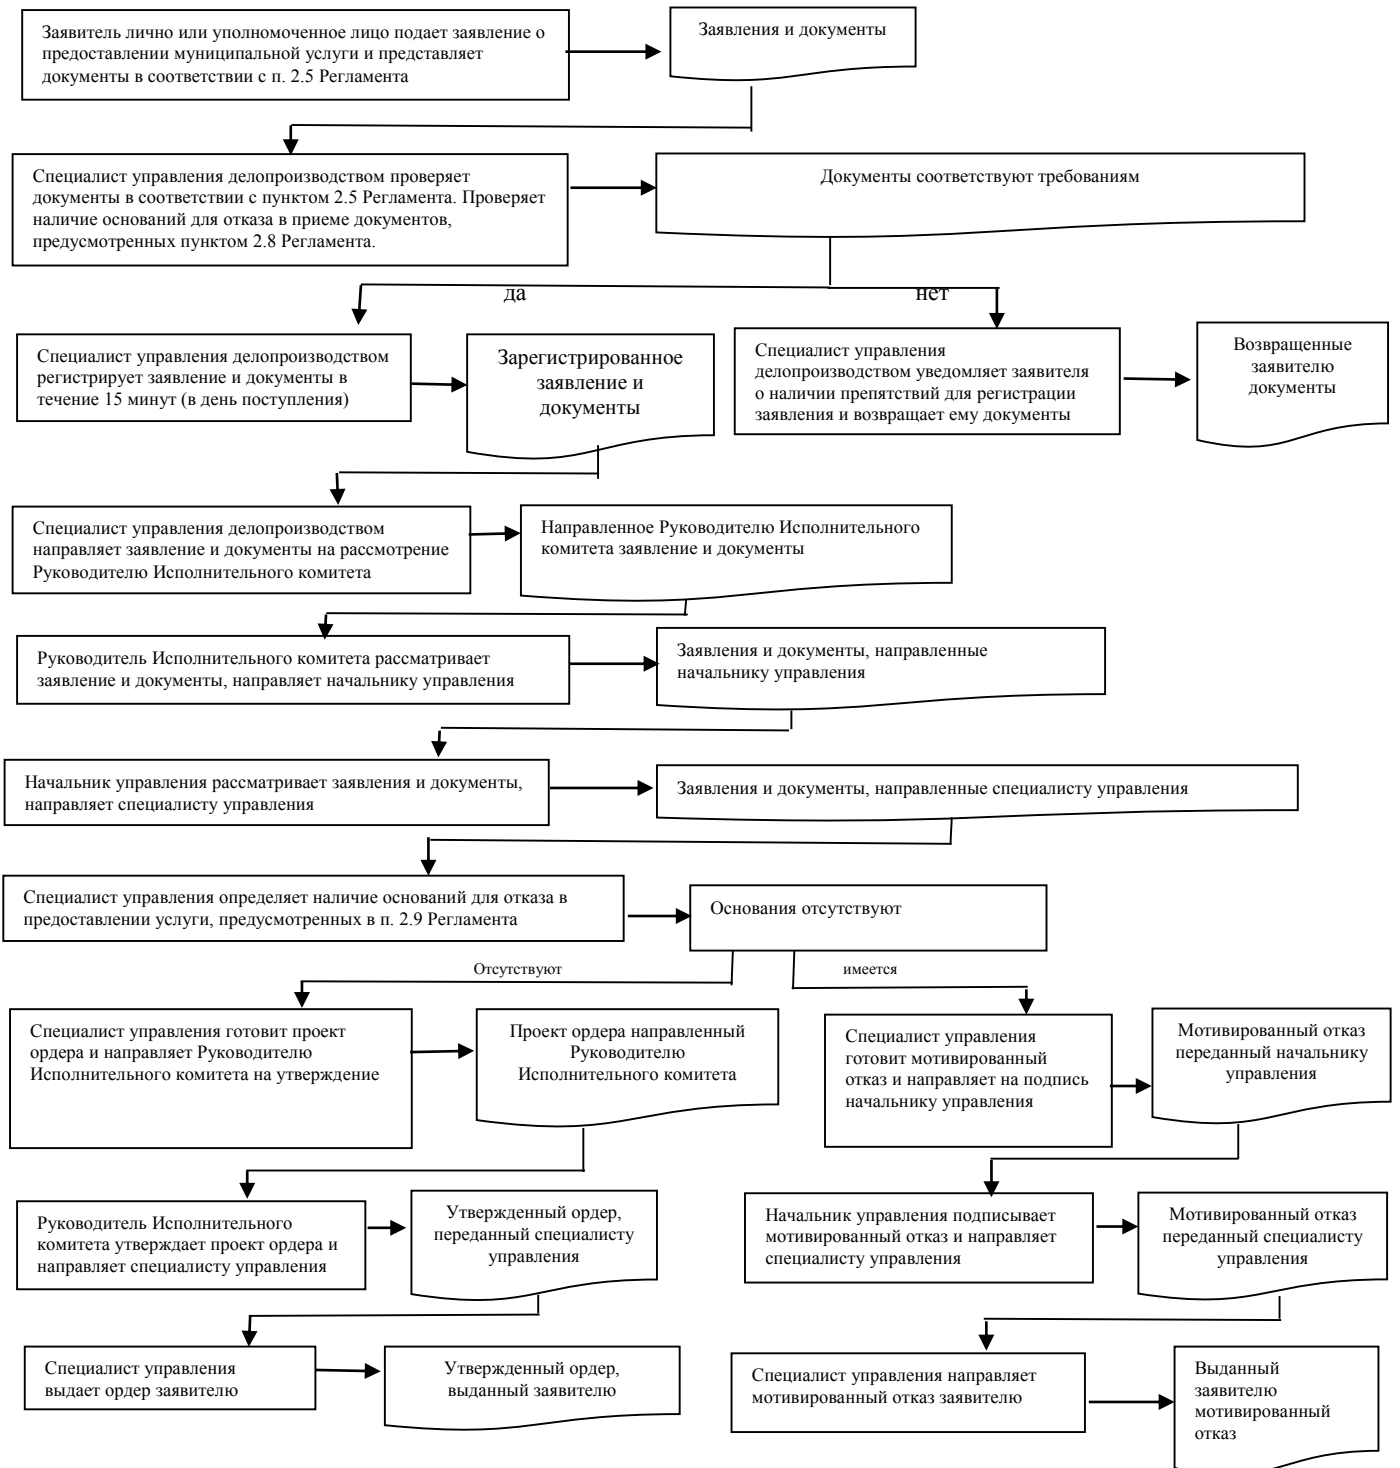 Заявитель лично или уполномоченое лицо подает заявление о
предоставлении муниципальной услуги и представляет
документы в соответствии с п. 2.5 Регламента
Заявления и документы
Специалист управления делопроизводством проверяет
документы в соответствии с пунктом 2.5 Регламента. Проверяет
наличие оснований для отказа в приеме документов,
предусмотренных пунктом 2.8 Регламента.
Документы соответствуют требованиям
да
нет
Специалист управления делопроизводством
регистрирует заявление и документы в
течение 15 минут (в день поступления)
Зарегистрированное
заявление и
документы
Специалист управления
делопроизводством уведомляет заявителя
о наличии препятствий для регистрации
заявления и возвращает ему документы
Возвращенные
заявителю
документы
Специалист управления делопроизводством
направляет заявление и документы на рассмотрение
Руководителю Исполнительного комитета
Направленное Руководителю Исполнительного
комитета заявление и документы
Руководитель Исполнительного комитета рассматривает
заявление и документы, направляет начальнику управления
Заявления и документы, направленные
начальнику управления
Начальник управления рассматривает заявления и документы,
направляет специалисту управления
Заявления и документы, направленные специалисту управления
Специалист управления определяет наличие оснований для отказа в
предоставлении услуги, предусмотренных в п. 2.9 Регламента
Основания отсутствуют
Отсутствуют
имеется
Специалист управления готовит проект
ордера и направляет Руководителю
Исполнительного комитета на утверждение
Проект ордера направленный
Руководителю
Исполнительного комитета
Специалист управления
готовит мотивированный
отказ и направляет на подпись
начальнику управления
Мотивированный отказ
переданный начальнику
управления
Руководитель Исполнительного
комитета утверждает проект ордера и
направляет специалисту управления
Утвержденный ордер,
переданный специалисту
управления
Начальник управления подписывает
мотивированный отказ и направляет
специалисту управления
Мотивированный отказ
переданный специалисту
управления
Специалист управления
выдает ордер заявителю
Утвержденный ордер,
выданный заявителю
Специалист управления направляет
мотивированный отказ заявителю
Выданный
заявителю
мотивированный
отказ